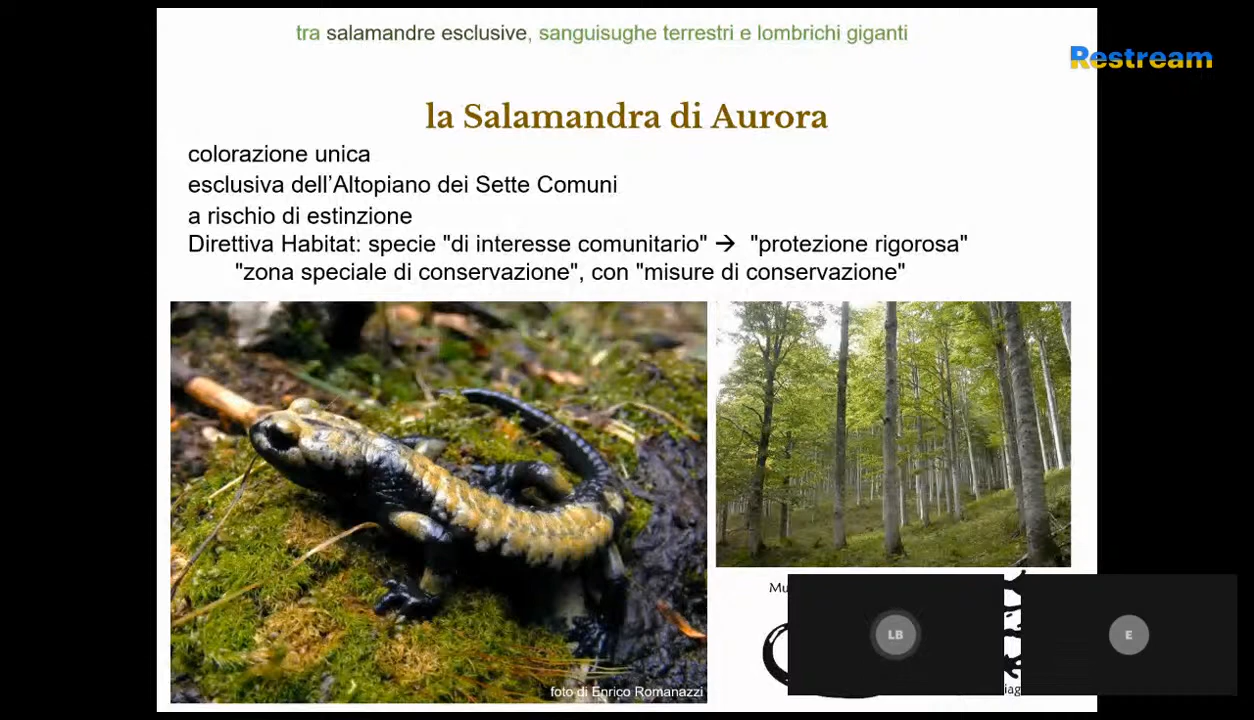 tra salamandre esclusive, sanguisughe terrestri e lombrichi giganti
Restream
la Salamandra di Aurora
colorazione unica
esclusiva dell'Altopiano dei Sette Comuni
a rischio di estinzione
Direttiva Habitat: specie "di interesse comunitario" → "protezione rigorosa"
"zona speciale di conservazione", con "misure di conservazione"
foto di Enrico Romanazzi
LB
E